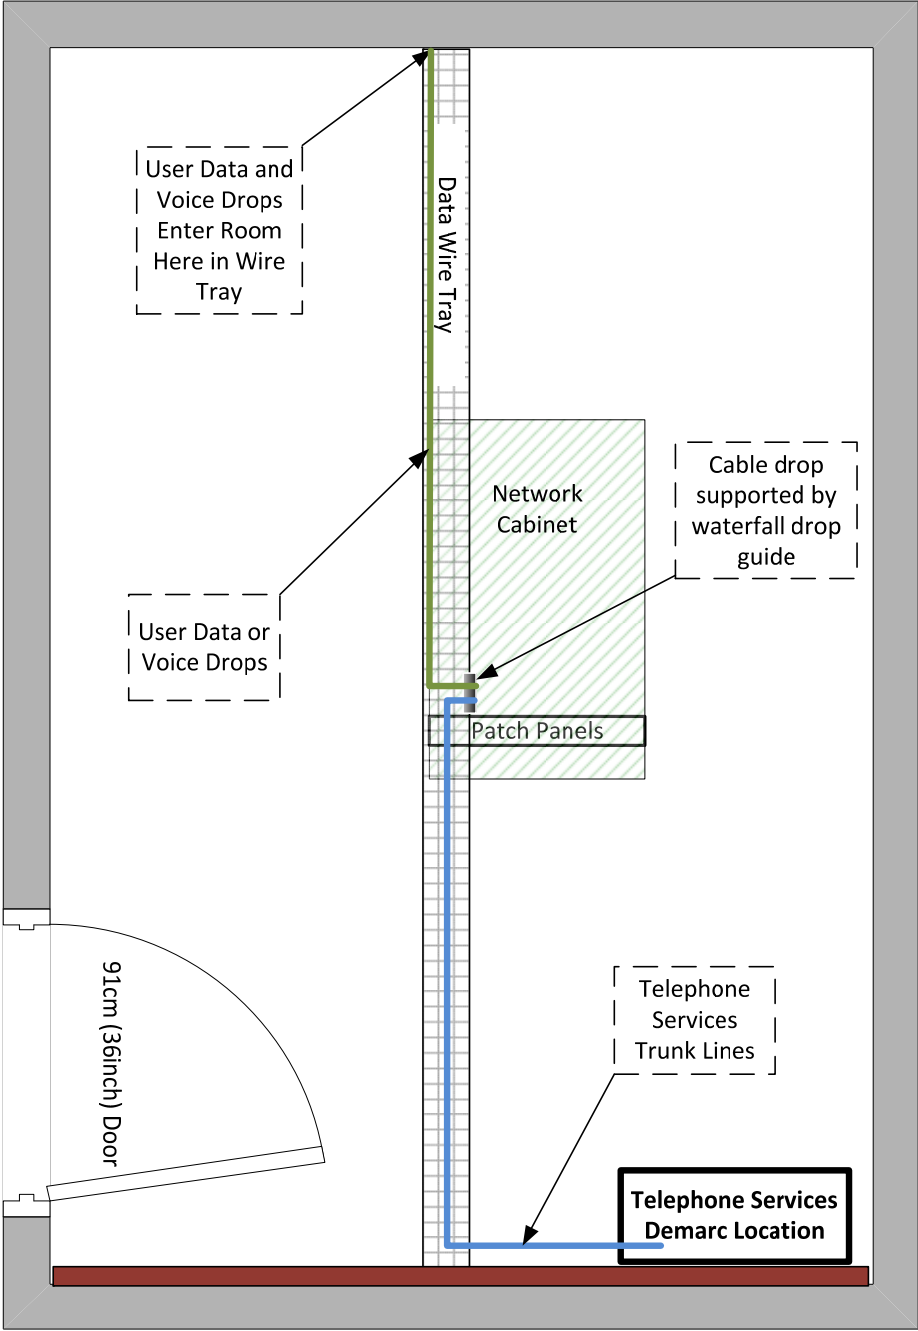 User Data and
Voice Drops
Enter Room
Here in Wire
Tray
Data Wire Tray
Network
Cabinet
Cable drop
supported by
waterfall drop
guide
User Data or
Voice Drops
Patch Panels
91cm (36inch) Door
Telephone
Services
Trunk Lines
Telephone Services
Demarc Location